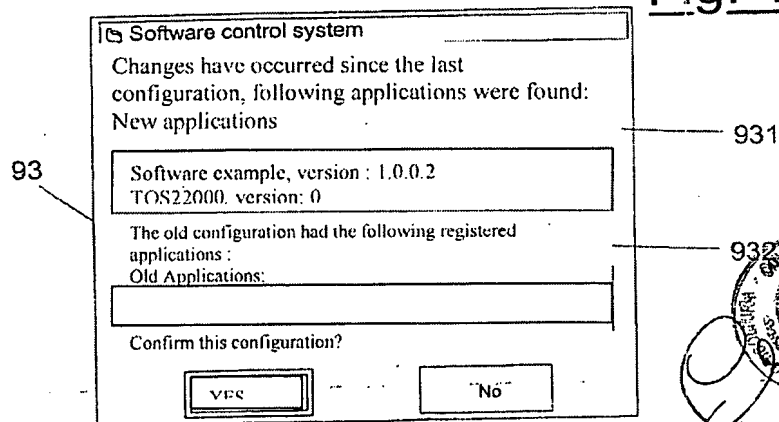 Fig.
Software control system
Changes have occurred since the last
configuration, following applications were found:
New applications
931
93
Software example, version : 1.0.0.2
TOS22000, version: 0
The old configuration had the following registered
applications :
932
Old Applications:
Confirm this configuration?
YES
No